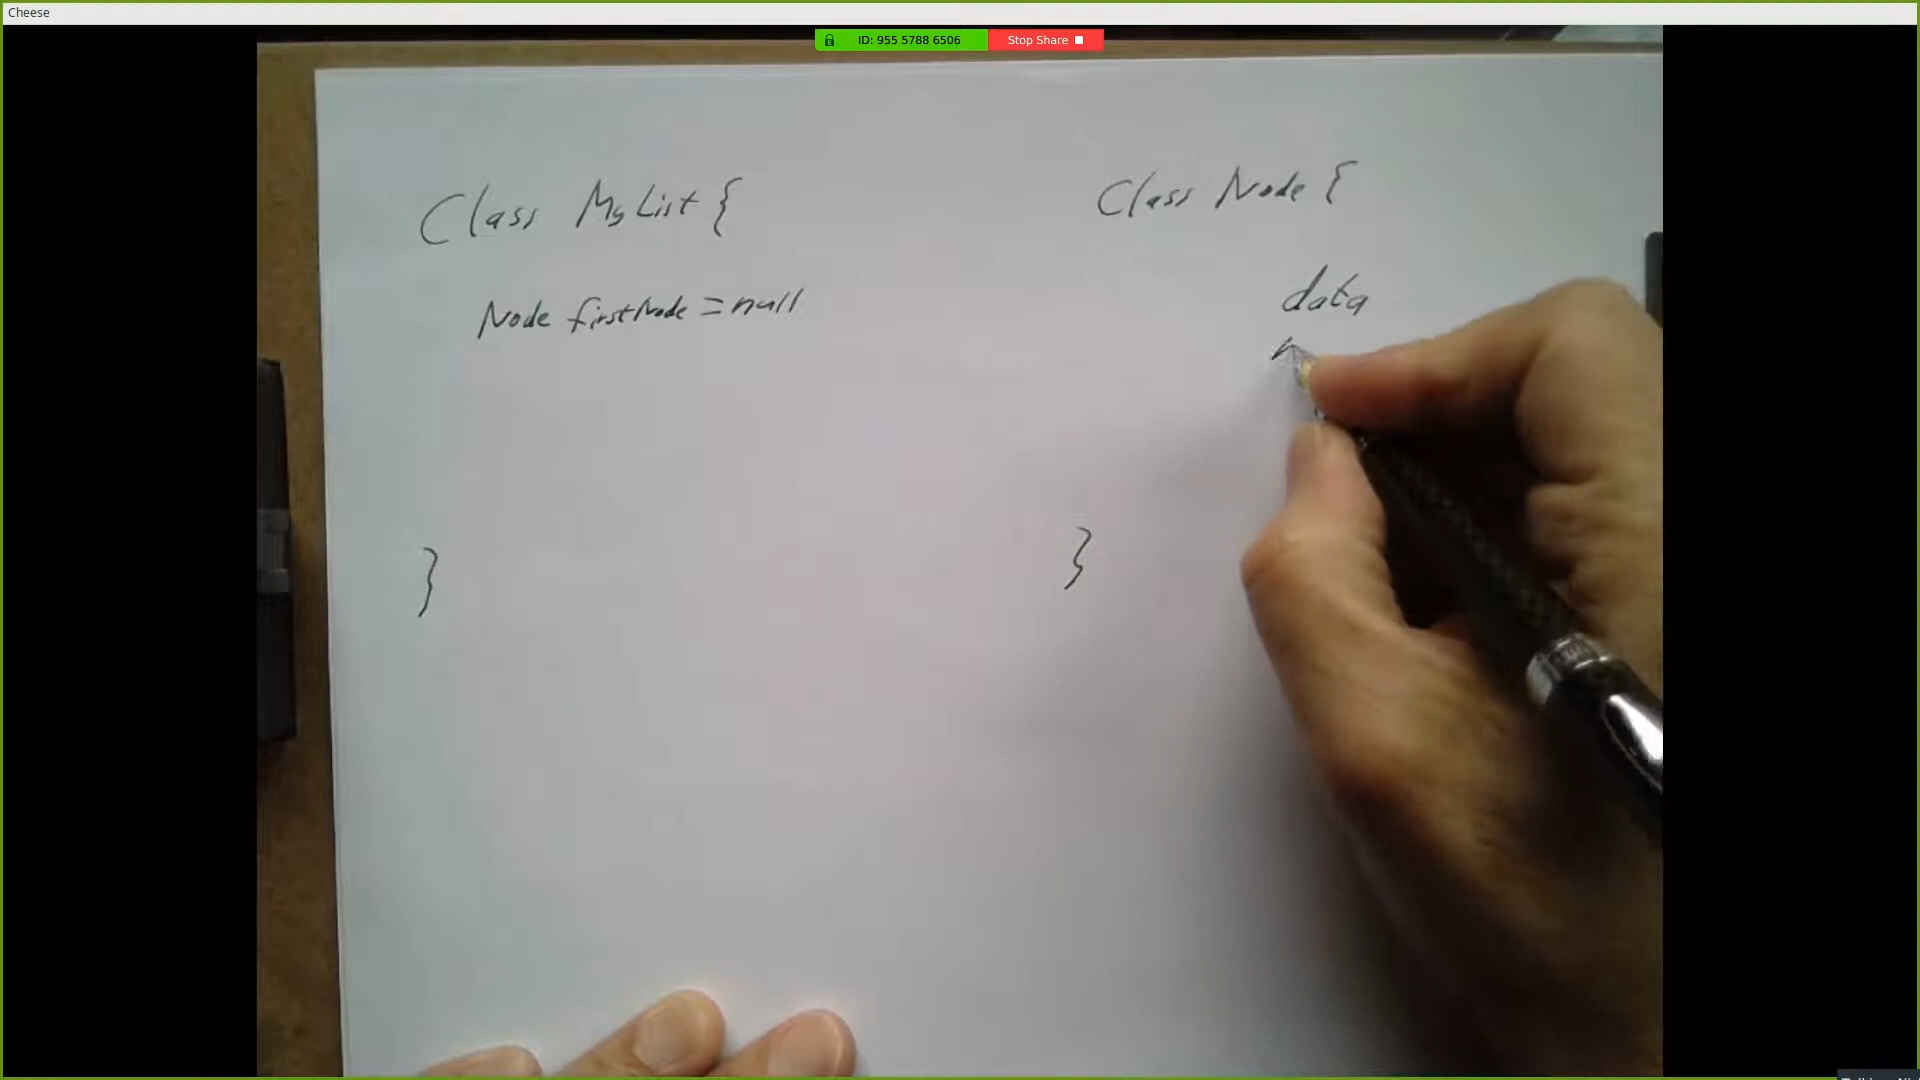 Cheese
ID: 955 5788 6506
Stop Share
Class MyList {
Node firstNode = null
}
Class Node {
data
}